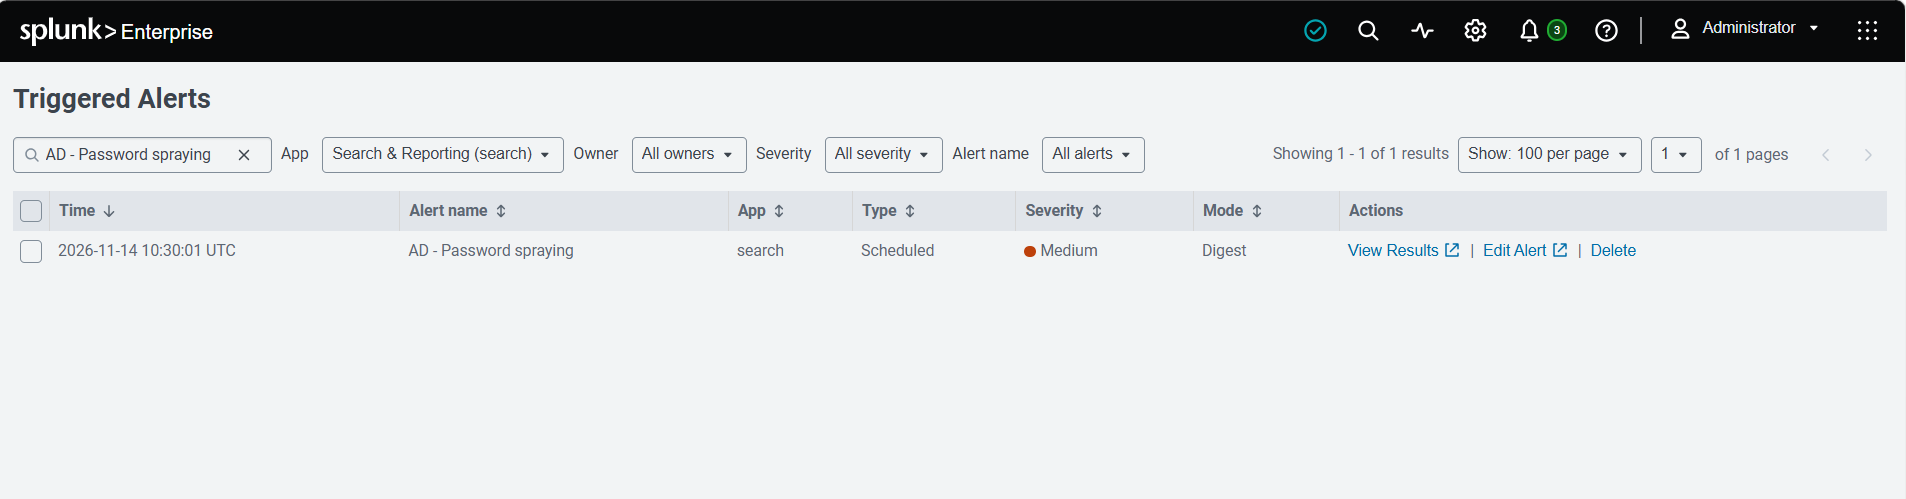 splunk> Enterprise 3 Administrator
Triggered Alerts
AD - Password spraying App Search & Reporting (search) Owner All owners Severity All severity Alert name All alerts Showing 1 - 1 of 1 results Show: 100 per page 1 of 1 pages
Time Alert name App Type Severity Mode Actions
2026-11-14 10:30:01 UTC AD - Password spraying search Scheduled Medium Digest View Results | Edit Alert | Delete